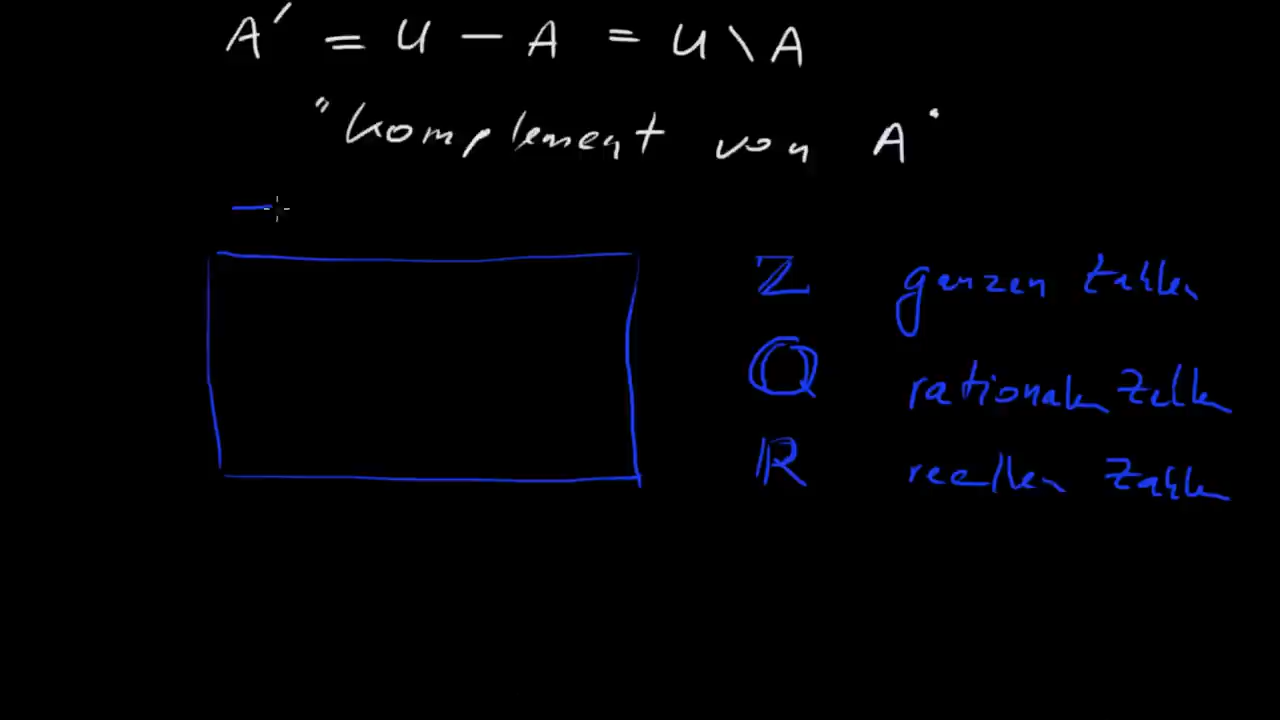 A′ = U − A = U \ A
"Komplement von A"
ℤ ganzen Zahlen
ℚ rationalen Zahlen
ℝ reellen Zahlen